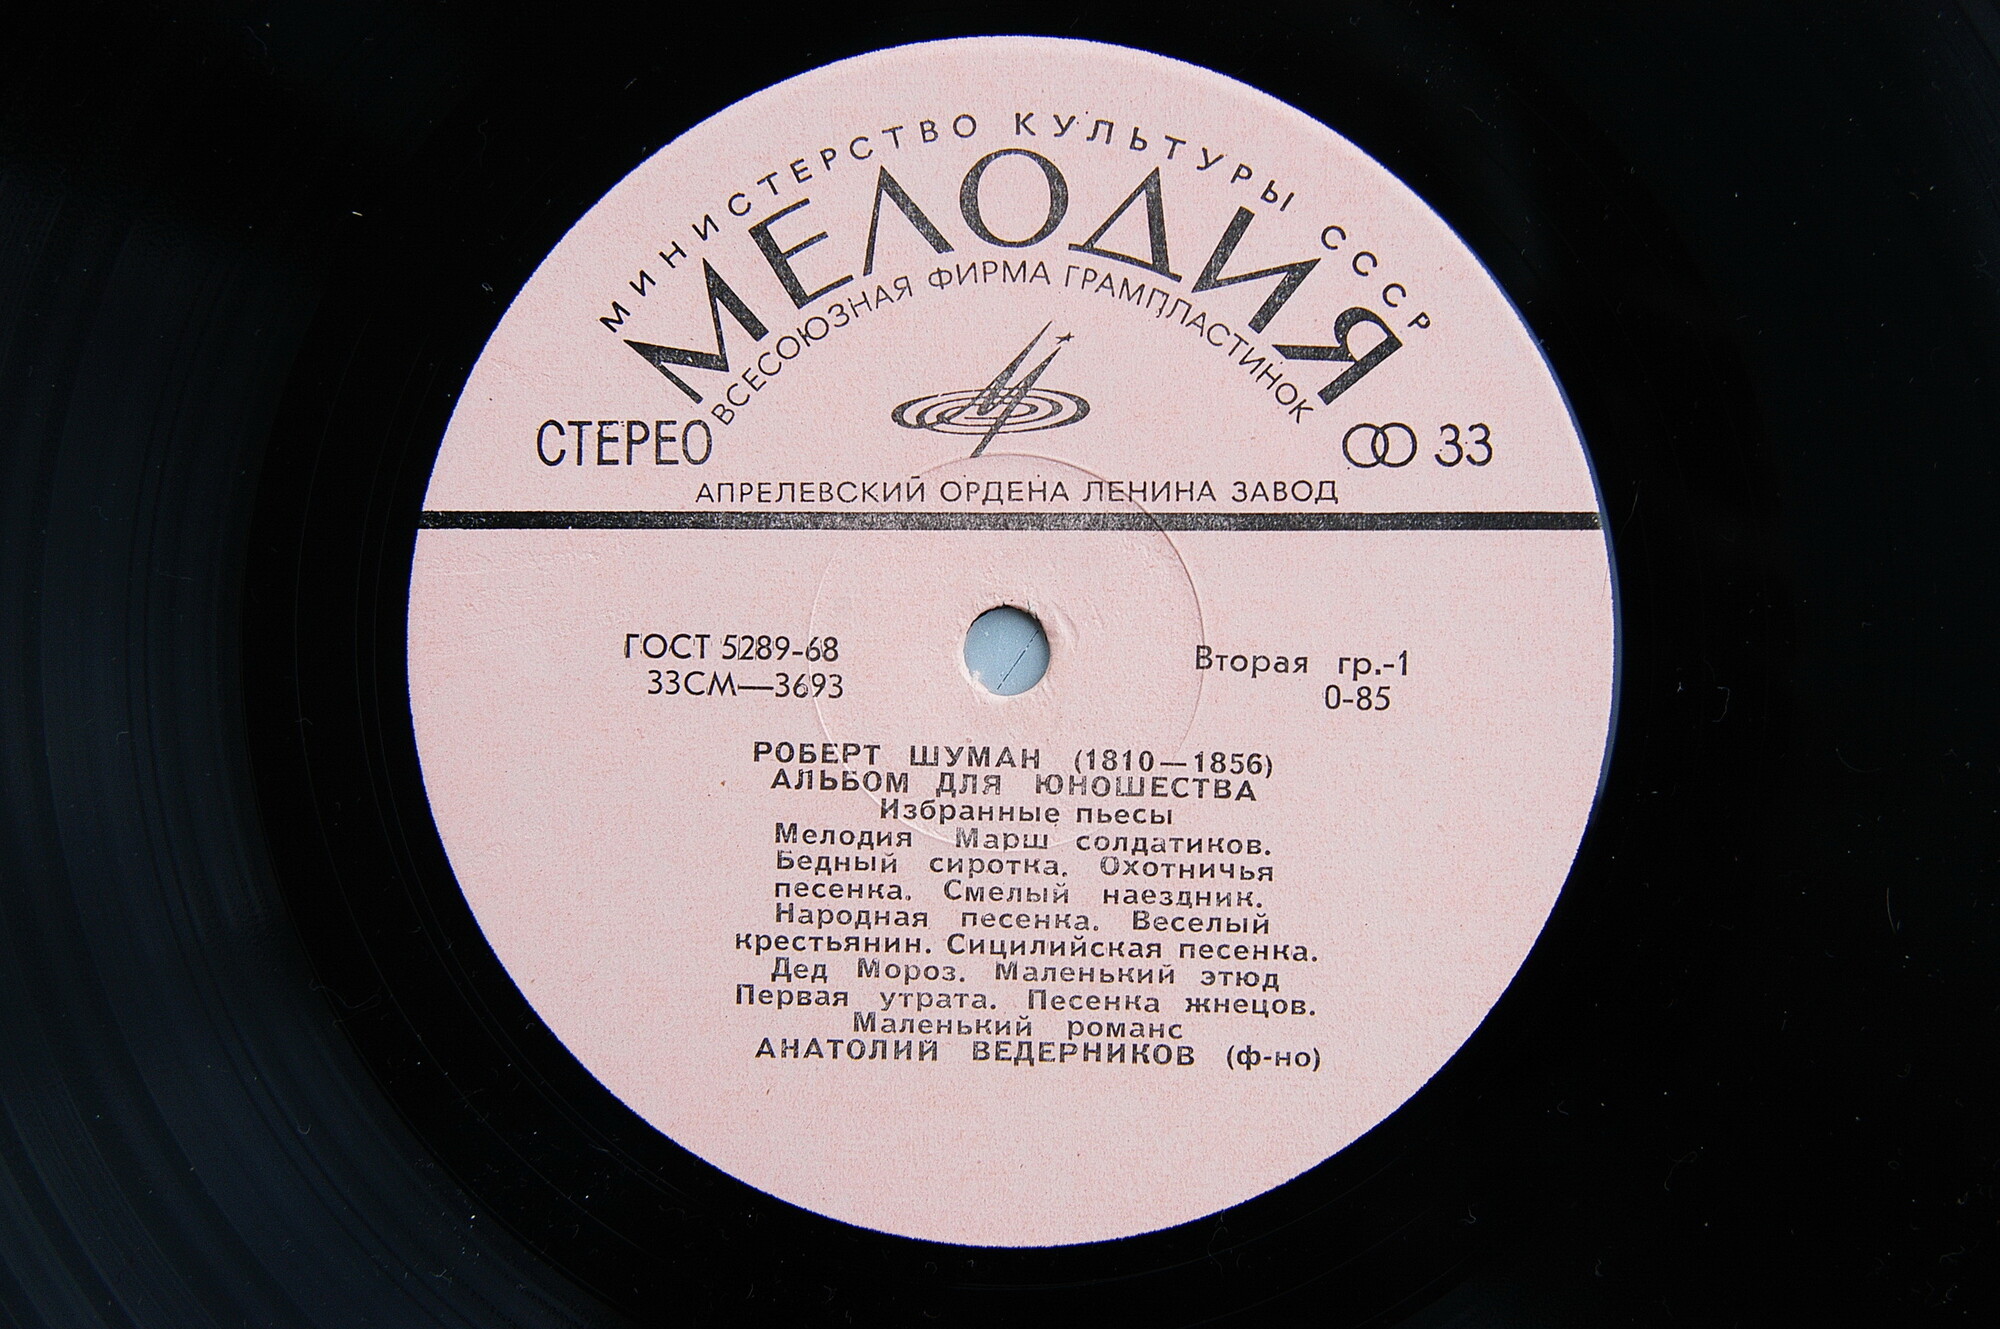 МИНИСТЕРСТВО КУЛЬТУРЫ СССР
МЕЛОДИЯ
ВСЕСОЮЗНАЯ ФИРМА ГРАМПЛАСТИНОК
СТЕРЕО
33
АПРЕЛЕВСКИЙ ОРДЕНА ЛЕНИНА ЗАВОД
ГОСТ 5289-68
33СМ—3693
Вторая гр.-1
0-85
РОБЕРТ ШУМАН (1810—1856)
АЛЬБОМ ДЛЯ ЮНОШЕСТВА
Избранные пьесы
Мелодия Марш солдатиков.
Бедный сиротка. Охотничья
песенка. Смелый наездник.
Народная песенка. Веселый
крестьянин. Сицилийская песенка.
Дед Мороз. Маленький этюд
Первая утрата. Песенка жнецов.
Маленький романс
АНАТОЛИЙ ВЕДЕРНИКОВ (ф-но)